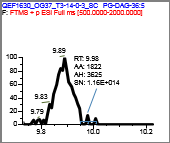 QEF1630_OG37_T3-14-0-3_SC PG-DAG-36:5
F: FTMS + p ESI Full ms [500.0000-2000.0000]
9.89
100
80
60
40
20
0
RT: 9.98
AA: 1822
AH: 3625
SN: 1.16E+014
9.83
9.79
9.8
10.0
10.2